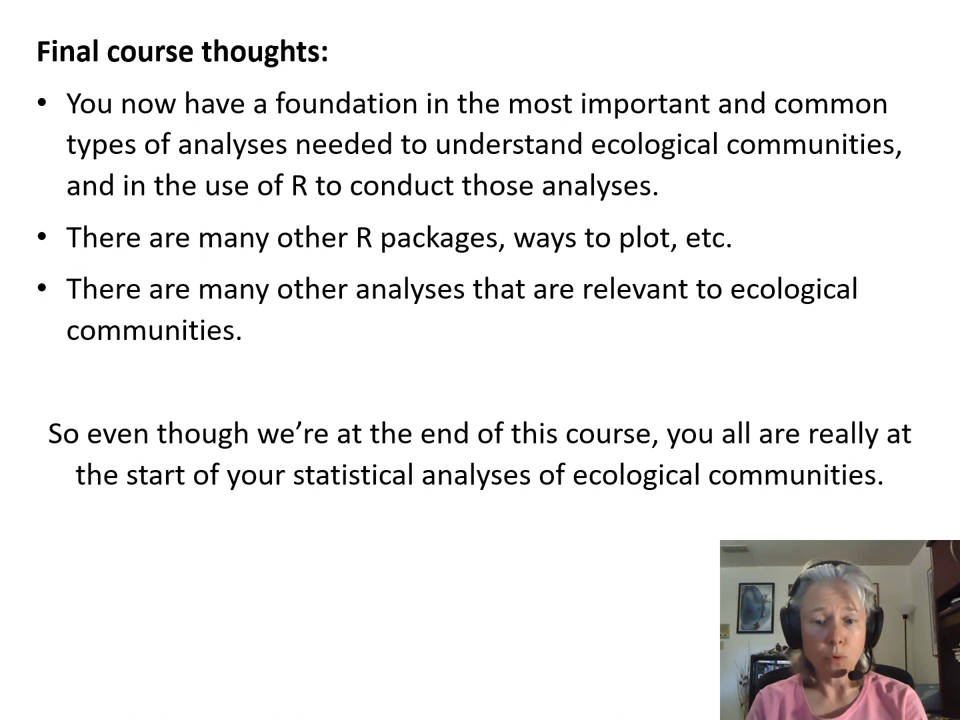 Final course thoughts:
• You now have a foundation in the most important and common
types of analyses needed to understand ecological communities,
and in the use of R to conduct those analyses.
• There are many other R packages, ways to plot, etc.
• There are many other analyses that are relevant to ecological
communities.
So even though we’re at the end of this course, you all are really at
the start of your statistical analyses of ecological communities.